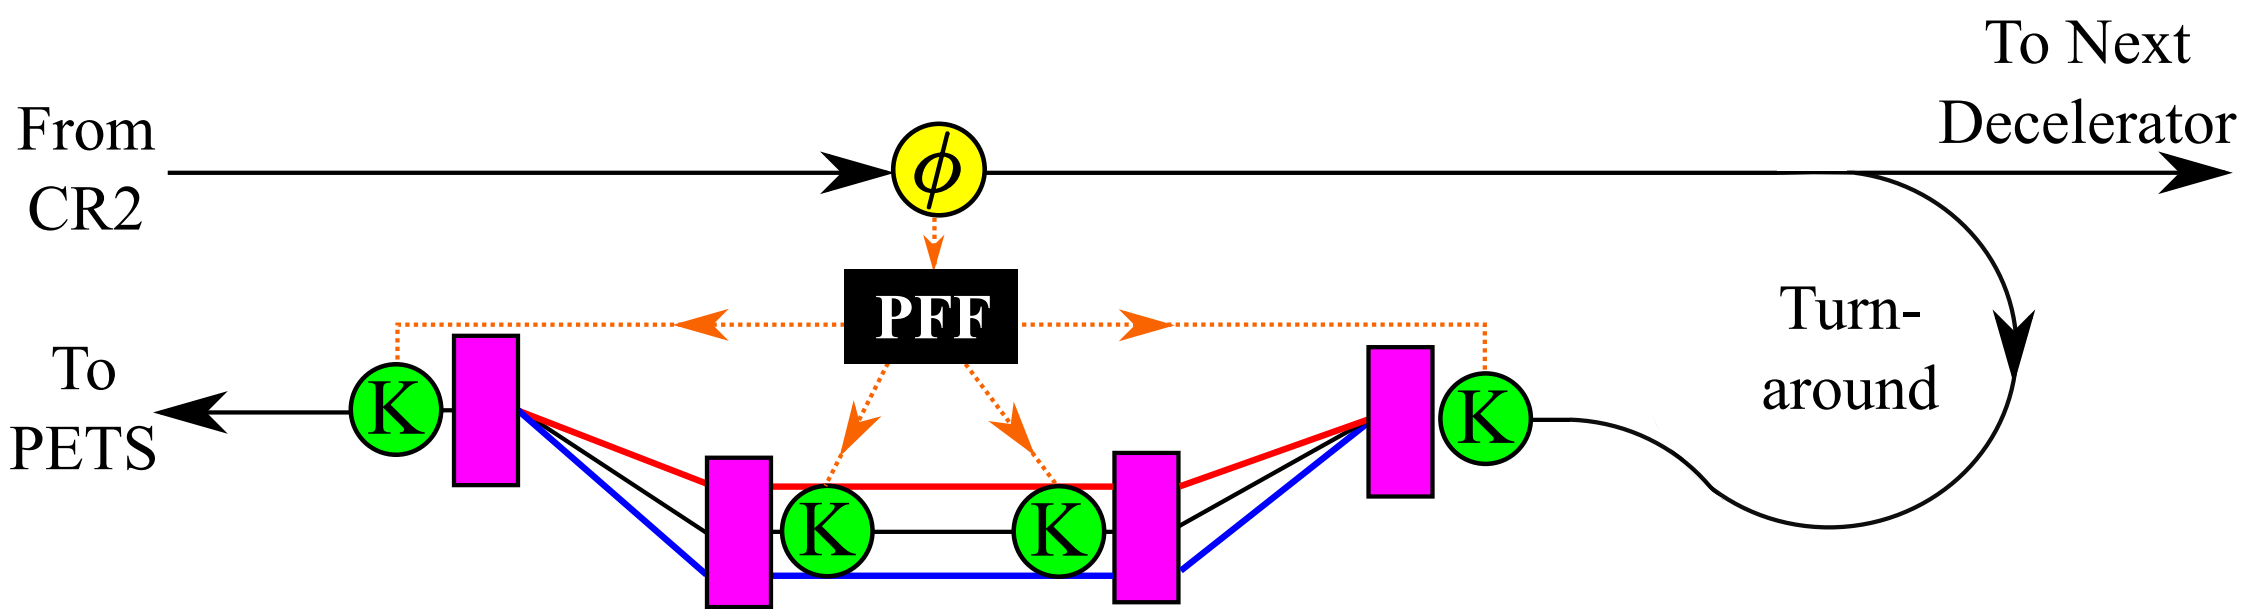 To Next
Decelerator
From
CR2
ϕ
PFF
Turn-
around
To
PETS
K
K
K
K